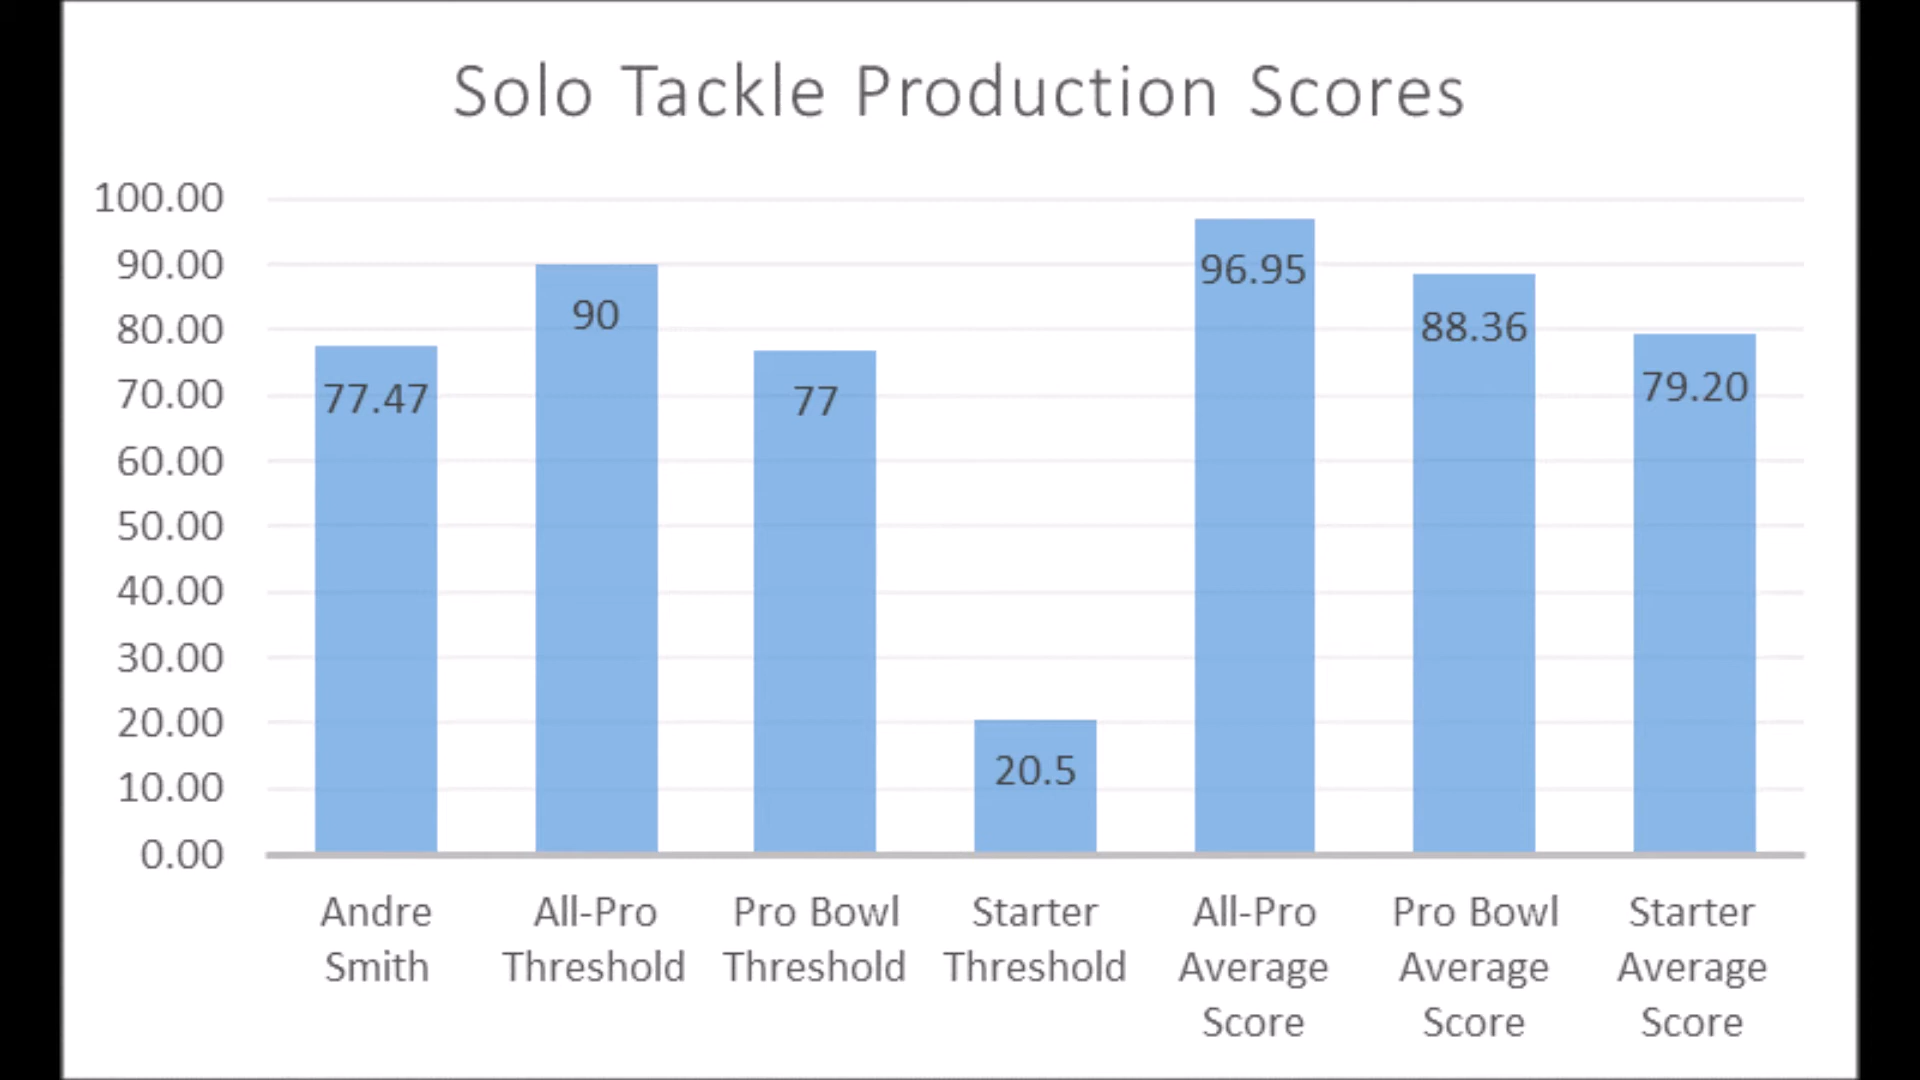 Solo Tackle Production Scores
100.00
90.00
80.00
70.00
60.00
50.00
40.00
30.00
20.00
10.00
0.00
77.47
90
77
20.5
96.95
88.36
79.20
Andre
Smith
All-Pro
Threshold
Pro Bowl
Threshold
Starter
Threshold
All-Pro
Average
Score
Pro Bowl
Average
Score
Starter
Average
Score